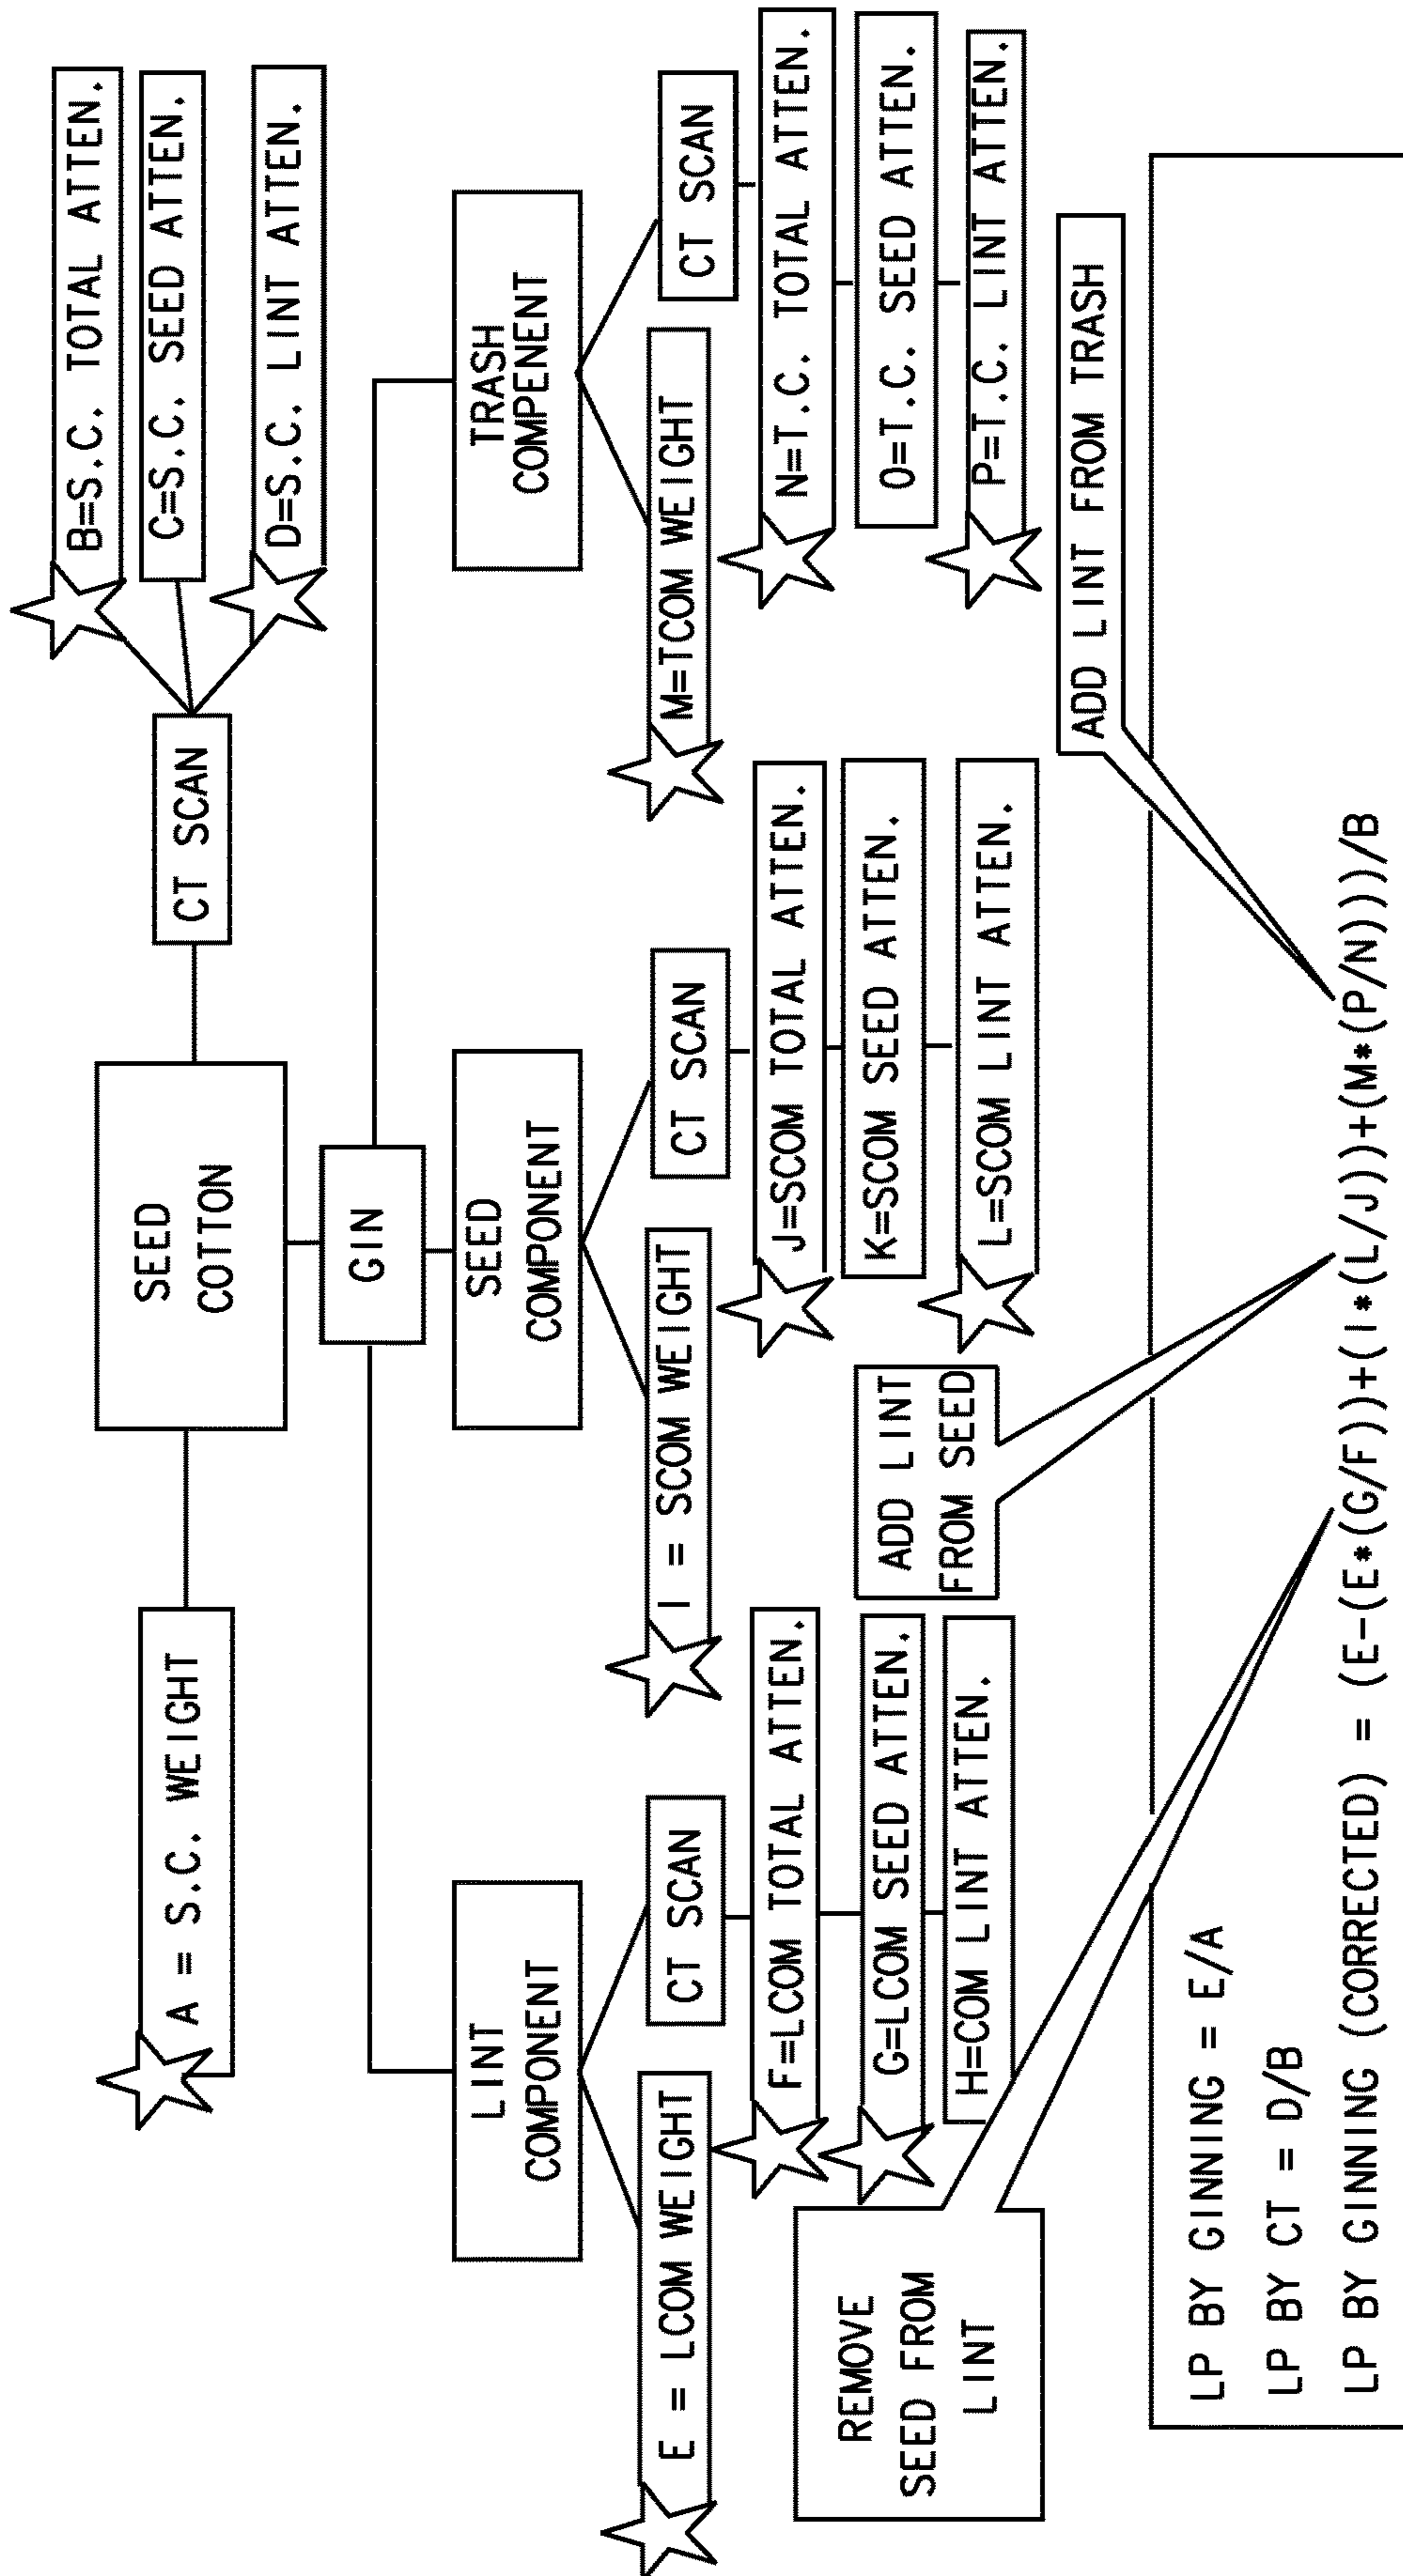 A = S.C. WEIGHT
SEED
COTTON
CT SCAN
B=S.C. TOTAL ATTEN.
C=S.C. SEED ATTEN.
D=S.C. LINT ATTEN.
GIN
LINT
COMPONENT
SEED
COMPONENT
TRASH
COMPENENT
E = LCOM WEIGHT
CT SCAN
I = SCOM WEIGHT
CT SCAN
M=TCOM WEIGHT
CT SCAN
F=LCOM TOTAL ATTEN.
J=SCOM TOTAL ATTEN.
N=T.C. TOTAL ATTEN.
G=LCOM SEED ATTEN.
K=SCOM SEED ATTEN.
O=T.C. SEED ATTEN.
H=COM LINT ATTEN.
L=SCOM LINT ATTEN.
P=T.C. LINT ATTEN.
REMOVE
SEED FROM
LINT
ADD LINT
FROM SEED
ADD LINT FROM TRASH
LP BY GINNING = E/A
LP BY CT = D/B
LP BY GINNING (CORRECTED) = (E-(E*(G/F))+(I*(L/J))+(M*(P/N)))/B